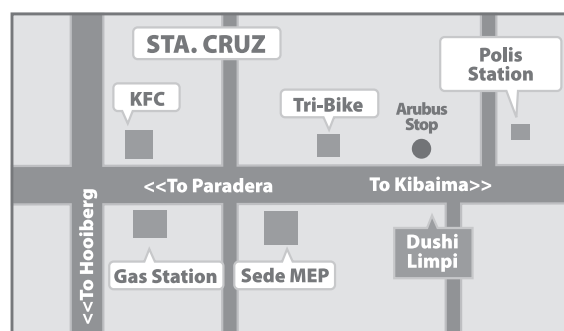 STA. CRUZ
KFC
Tri-Bike
Arubus
Stop
Polis
Station
<<To Paradera
To Kibaima>>
<<To Hooiberg
Gas Station
Sede MEP
Dushi
Limpi